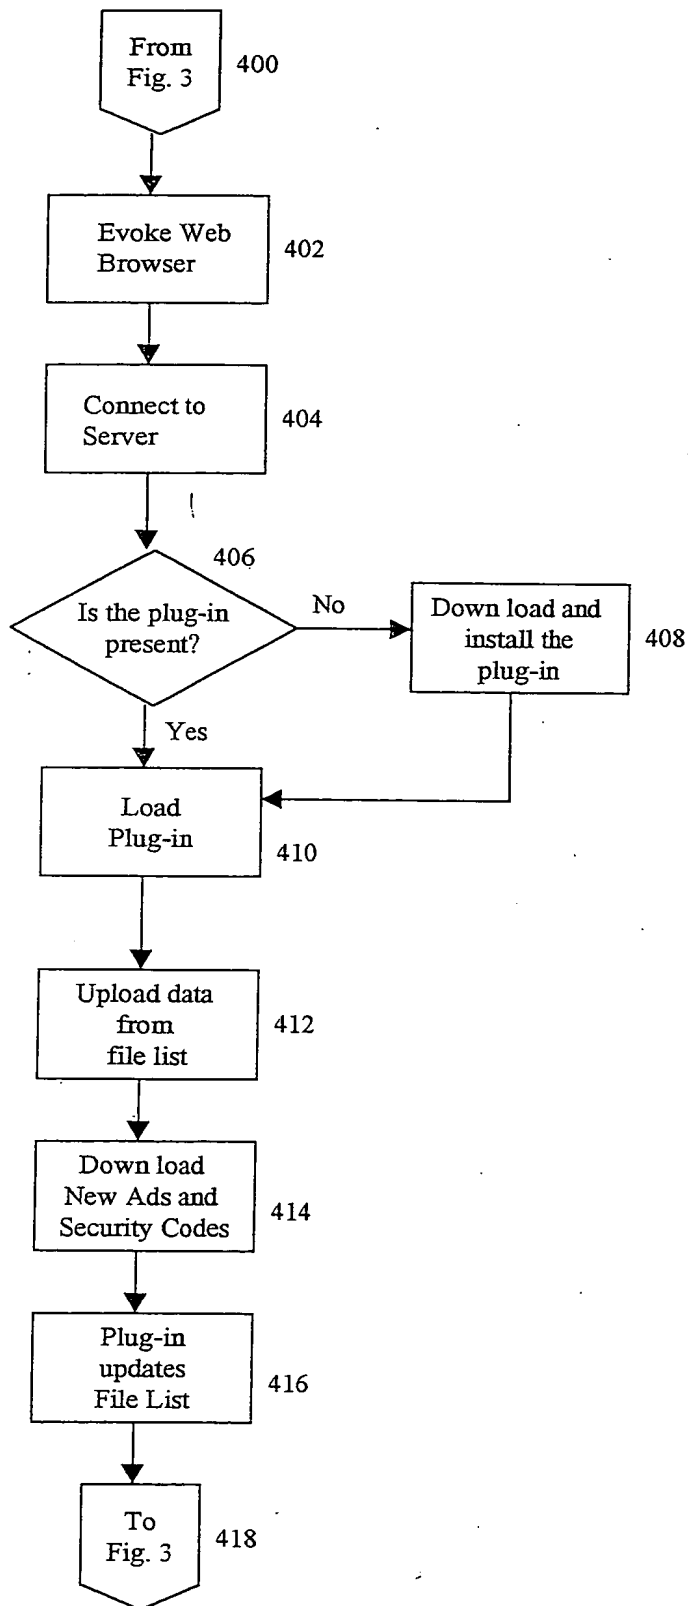 From
Fig. 3
400
Evoke Web
Browser
402
Connect to
Server
404
406
Is the plug-in
present?
No
Down load and
install the
plug-in
408
Yes
Load
Plug-in
410
Upload data
from
file list
412
Down load
New Ads and
Security Codes
414
Plug-in
updates
File List
416
To
Fig. 3
418